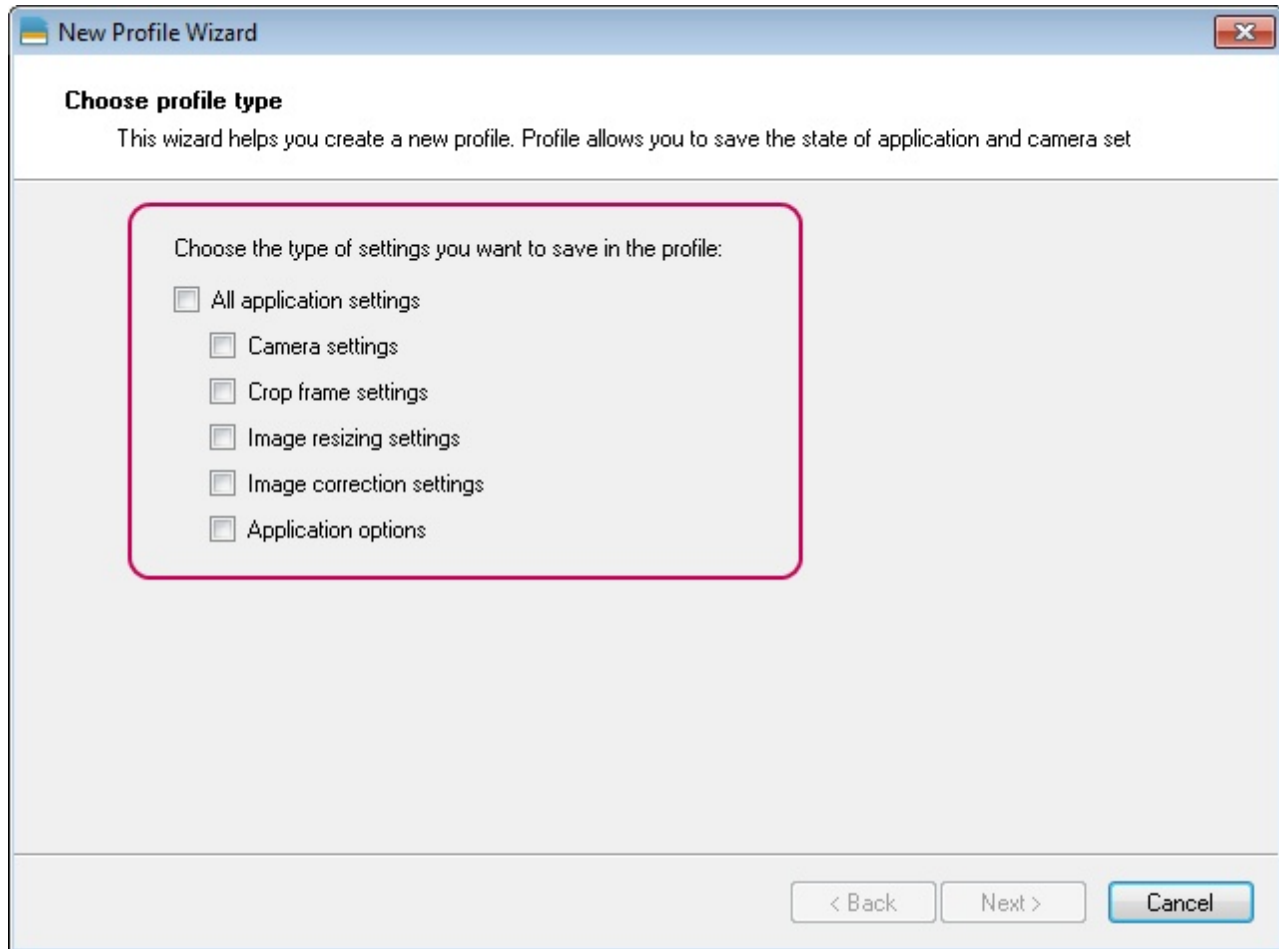 New Profile Wizard
Choose profile type
This wizard helps you create a new profile. Profile allows you to save the state of application and camera set
Choose the type of settings you want to save in the profile:
All application settings
Camera settings
Crop frame settings
Image resizing settings
Image correction settings
Application options
< Back
Next >
Cancel